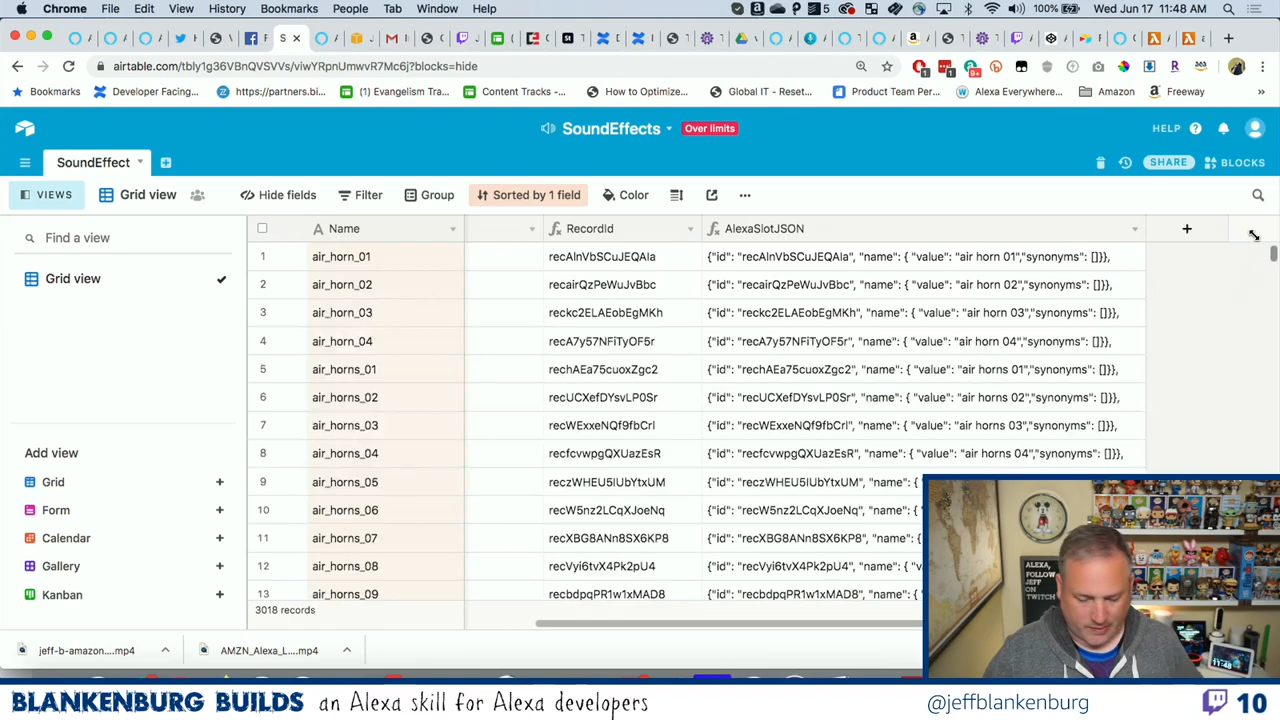 Chrome File Edit View History Bookmarks People Tab Window Help 5 100% Wed Jun 17 11:48 AM
airtable.com/tbly1g36VBnQVSVVs/viwYRpnUmwvR7Mc6j?blocks=hide
Bookmarks Developer Facing... https://partners.bi... (1) Evangelism Tra... Content Tracks -... How to Optimize... Global IT - Reset... Product Team Per... Alexa Everywhere... Amazon Freeway »
SoundEffects Over limits HELP
SoundEffect SHARE BLOCKS
VIEWS Grid view Hide fields Filter Group Sorted by 1 field Color
Find a view
Grid view
Name RecordId AlexaSlotJSON
1 air_horn_01 recAlnVbSCuJEQAla {"id": "recAlnVbSCuJEQAla", "name": { "value": "air horn 01","synonyms": []}},
2 air_horn_02 recairQzPeWuJvBbc {"id": "recairQzPeWuJvBbc", "name": { "value": "air horn 02","synonyms": []}},
3 air_horn_03 reckc2ELAEobEgMKh {"id": "reckc2ELAEobEgMKh", "name": { "value": "air horn 03","synonyms": []}},
4 air_horn_04 recA7y57NFiTyOF5r {"id": "recA7y57NFiTyOF5r", "name": { "value": "air horn 04","synonyms": []}},
5 air_horns_01 rechAEa75cuoxZgc2 {"id": "rechAEa75cuoxZgc2", "name": { "value": "air horns 01","synonyms": []}},
6 air_horns_02 recUCXefDYsvLP0Sr {"id": "recUCXefDYsvLP0Sr", "name": { "value": "air horns 02","synonyms": []}},
7 air_horns_03 recWExxeNQf9fbCrl {"id": "recWExxeNQf9fbCrl", "name": { "value": "air horns 03","synonyms": []}},
8 air_horns_04 recfcvwpgQXUazEsR {"id": "recfcvwpgQXUazEsR", "name": { "value": "air horns 04","synonyms": []}},
9 air_horns_05 reczWHEU5IUbYtxUM {"id": "reczWHEU5IUbYtxUM", "name": { "
10 air_horns_06 recW5nz2LCqXJoeNq {"id": "recW5nz2LCqXJoeNq", "name": { "v
11 air_horns_07 recXBG8ANn8SX6KP8 {"id": "recXBG8ANn8SX6KP8", "name": {
12 air_horns_08 recVyi6tvX4Pk2pU4 {"id": "recVyi6tvX4Pk2pU4", "name": { "va
13 air_horns_09 recbdpqPR1w1xMAD8 {"id": "recbdpqPR1w1xMAD8", "name": {
3018 records
Add view
Grid +
Form +
Calendar +
Gallery +
Kanban +
ALEXA,
FOLLOW
JEFF
ON
TWITCH
11:48
jeff-b-amazon....mp4 AMZN_Alexa_L....mp4
BLANKENBURG BUILDS an Alexa skill for Alexa developers @jeffblankenburg 10